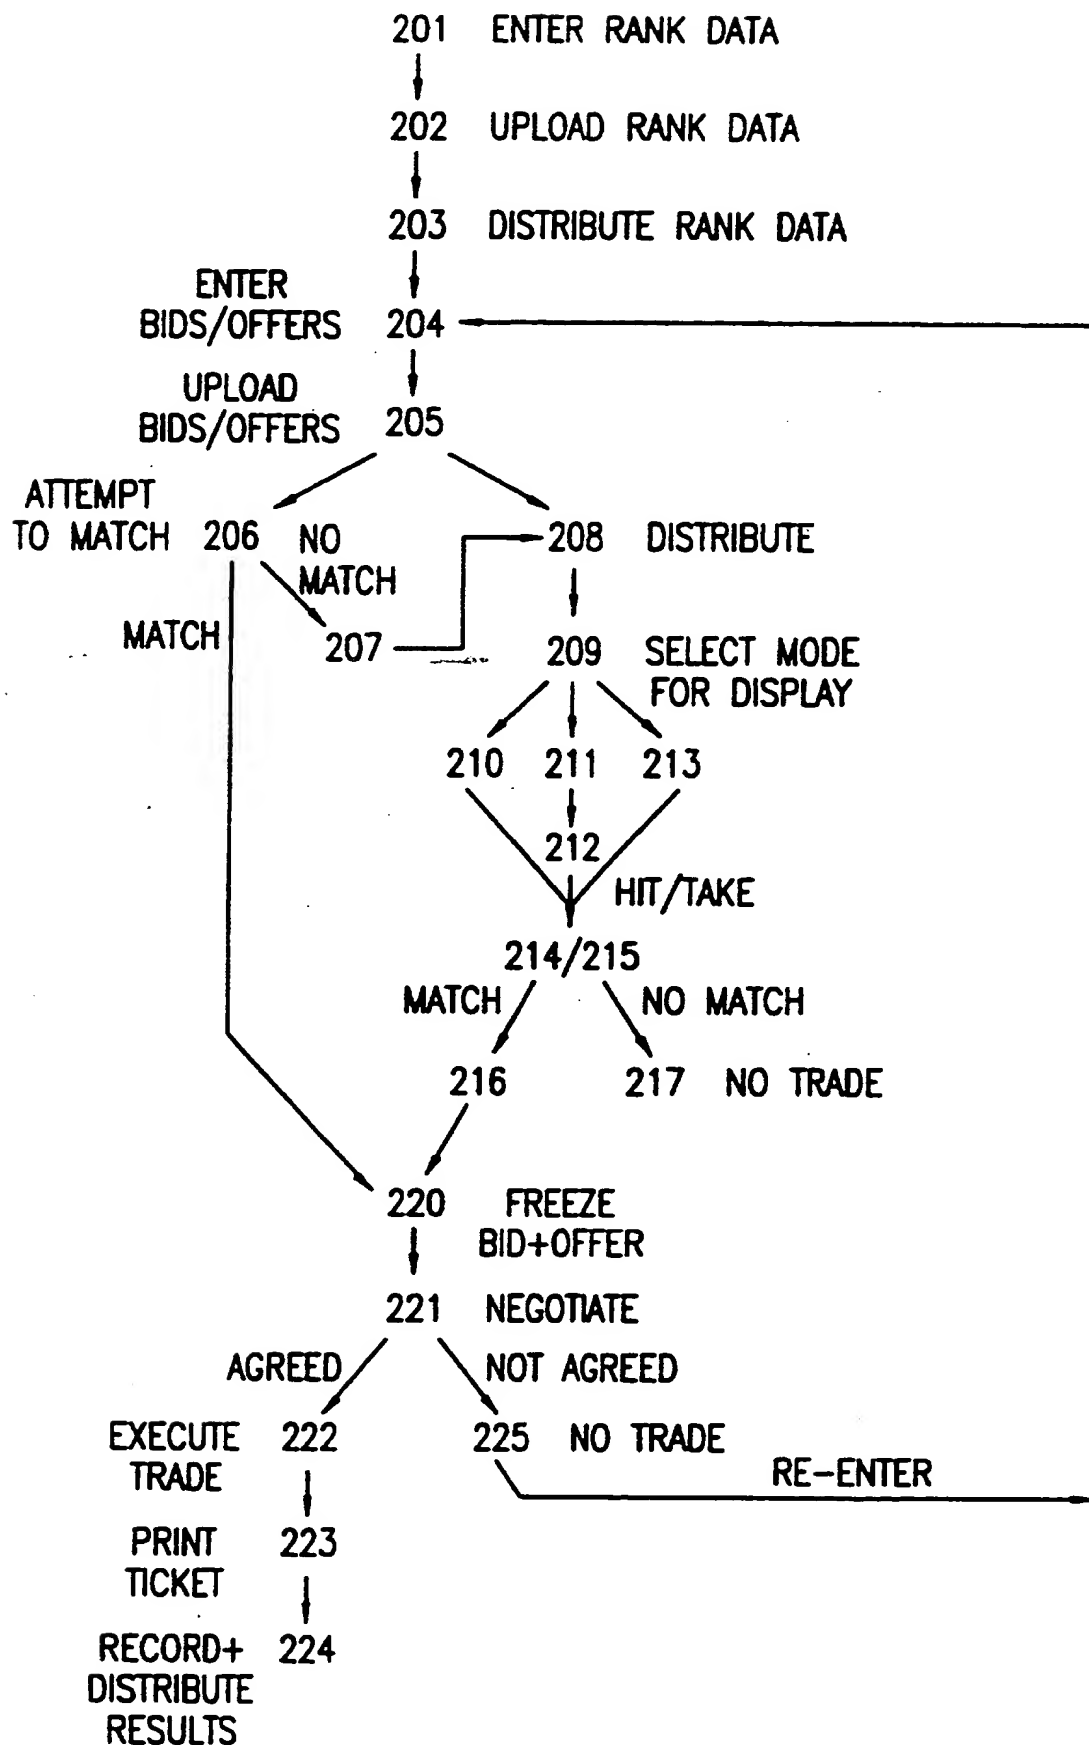 201 ENTER RANK DATA
202 UPLOAD RANK DATA
203 DISTRIBUTE RANK DATA
ENTER
BIDS/OFFERS 204
UPLOAD
BIDS/OFFERS 205
ATTEMPT
TO MATCH 206 NO
MATCH
208 DISTRIBUTE
MATCH
207
209 SELECT MODE
FOR DISPLAY
210 211 213
212
HIT/TAKE
214/215
MATCH NO MATCH
216 217 NO TRADE
220 FREEZE
BID+OFFER
221 NEGOTIATE
AGREED NOT AGREED
EXECUTE 222
TRADE
225 NO TRADE
RE-ENTER
PRINT 223
TICKET
RECORD+ 224
DISTRIBUTE
RESULTS